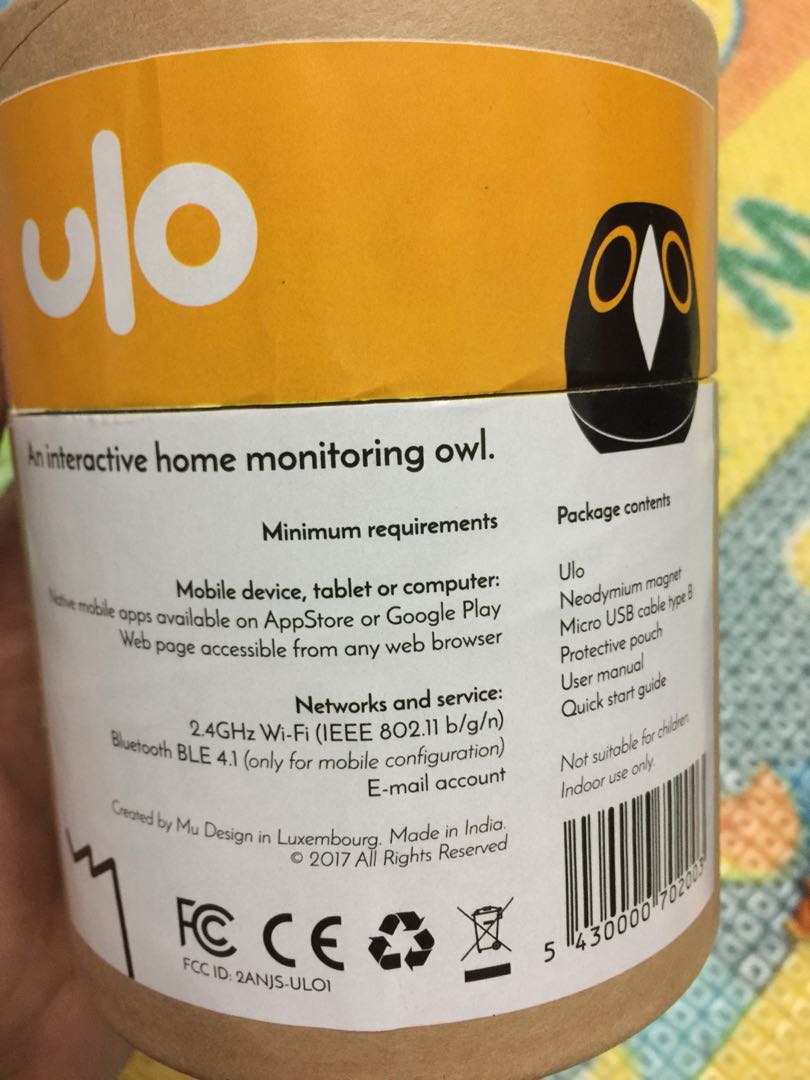 ulo
An interactive home monitoring owl.
Minimum requirements
Mobile device, tablet or computer:
Native mobile apps available on AppStore or Google Play
Web page accessible from any web browser
Networks and service:
2.4GHz Wi-Fi (IEEE 802.11 b/g/n)
Bluetooth BLE 4.1 (only for mobile configuration)
E-mail account
Created by Mu Design in Luxembourg. Made in India.
© 2017 All Rights Reserved
FC CE
FCC ID: 2ANJS-ULO1
Package contents
Ulo
Neodymium magnet
Micro USB cable type B
Protective pouch
User manual
Quick start guide
Not suitable for children.
Indoor use only.
5 430000 702003
M